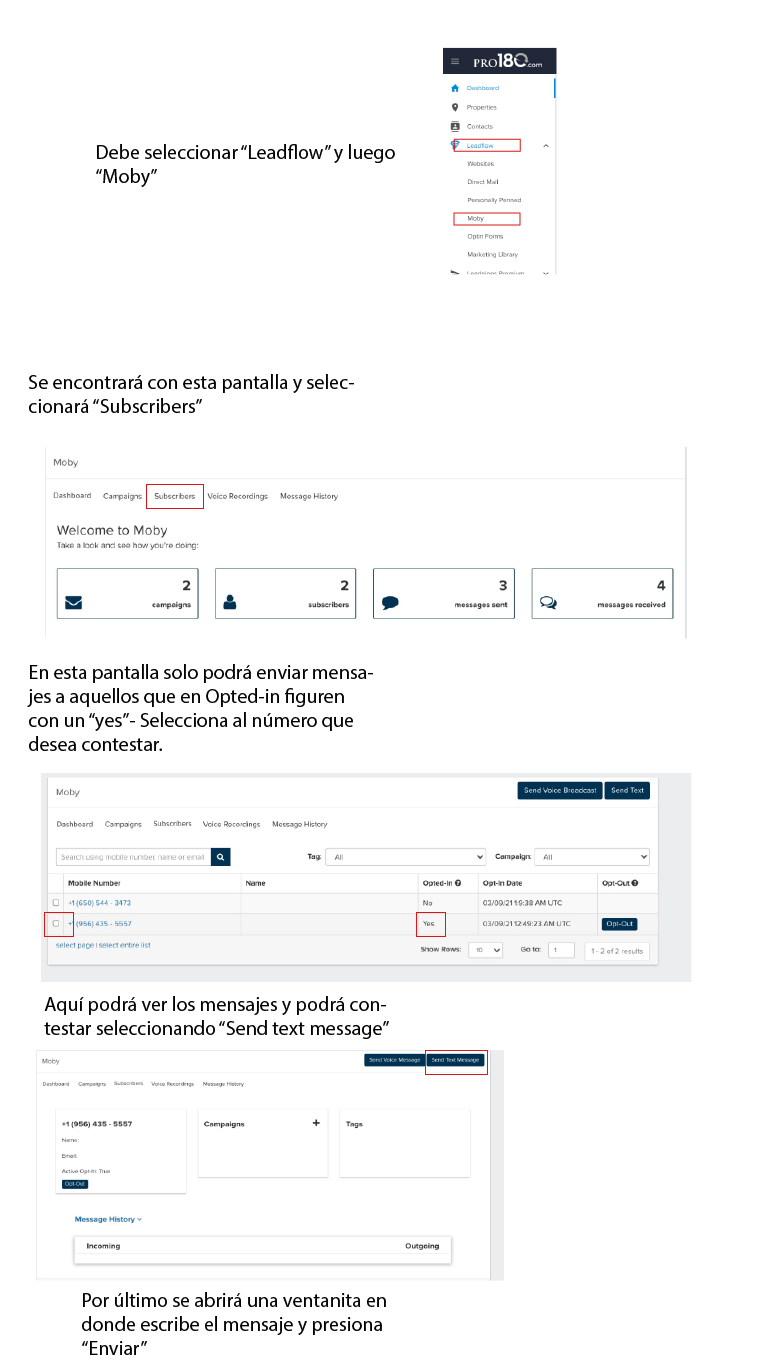 PRO180.com
Dashboard
Properties
Contacts
Leadflow
Websites
Direct Mail
Personally Penned
Moby
Optin Forms
Marketing Library
Leadpipes Premium
Debe seleccionar “Leadflow” y luego
“Moby”
Se encontrará con esta pantalla y selec-
cionará “Subscribers”
Moby
Dashboard Campaigns Subscribers Voice Recordings Message History
Welcome to Moby
Take a look and see how you're doing:
2 2 3 4
campaigns subscribers messages sent messages received
En esta pantalla solo podrá enviar mensa-
jes a aquellos que en Opted-in figuren
con un “yes”- Selecciona al número que
desea contestar.
Moby Send Voice Broadcast Send Text
Dashboard Campaigns Subscribers Voice Recordings Message History
Search using mobile number, name or email Tag: All Campaign: All
Mobile Number Name Opted-In Opt-In Date Opt-Out
+1 (650) 544 - 3473 No 03/09/21 1:9:38 AM UTC
+1 (956) 435 - 5557 Yes 03/09/21 12:49:23 AM UTC Opt-Out
select page | select entire list Show Rows: 10 Go to: 1 1 - 2 of 2 results
Aquí podrá ver los mensajes y podrá con-
testar seleccionando “Send text message”
Moby Send Voice Message Send Text Message
Dashboard Campaigns Subscribers Voice Recordings Message History
+1 (956) 435 - 5557 Campaigns + Tags
Name:
Email:
Active Opt-In: True
Opt-Out
Message History
Incoming Outgoing
Por último se abrirá una ventanita en
donde escribe el mensaje y presiona
“Enviar”